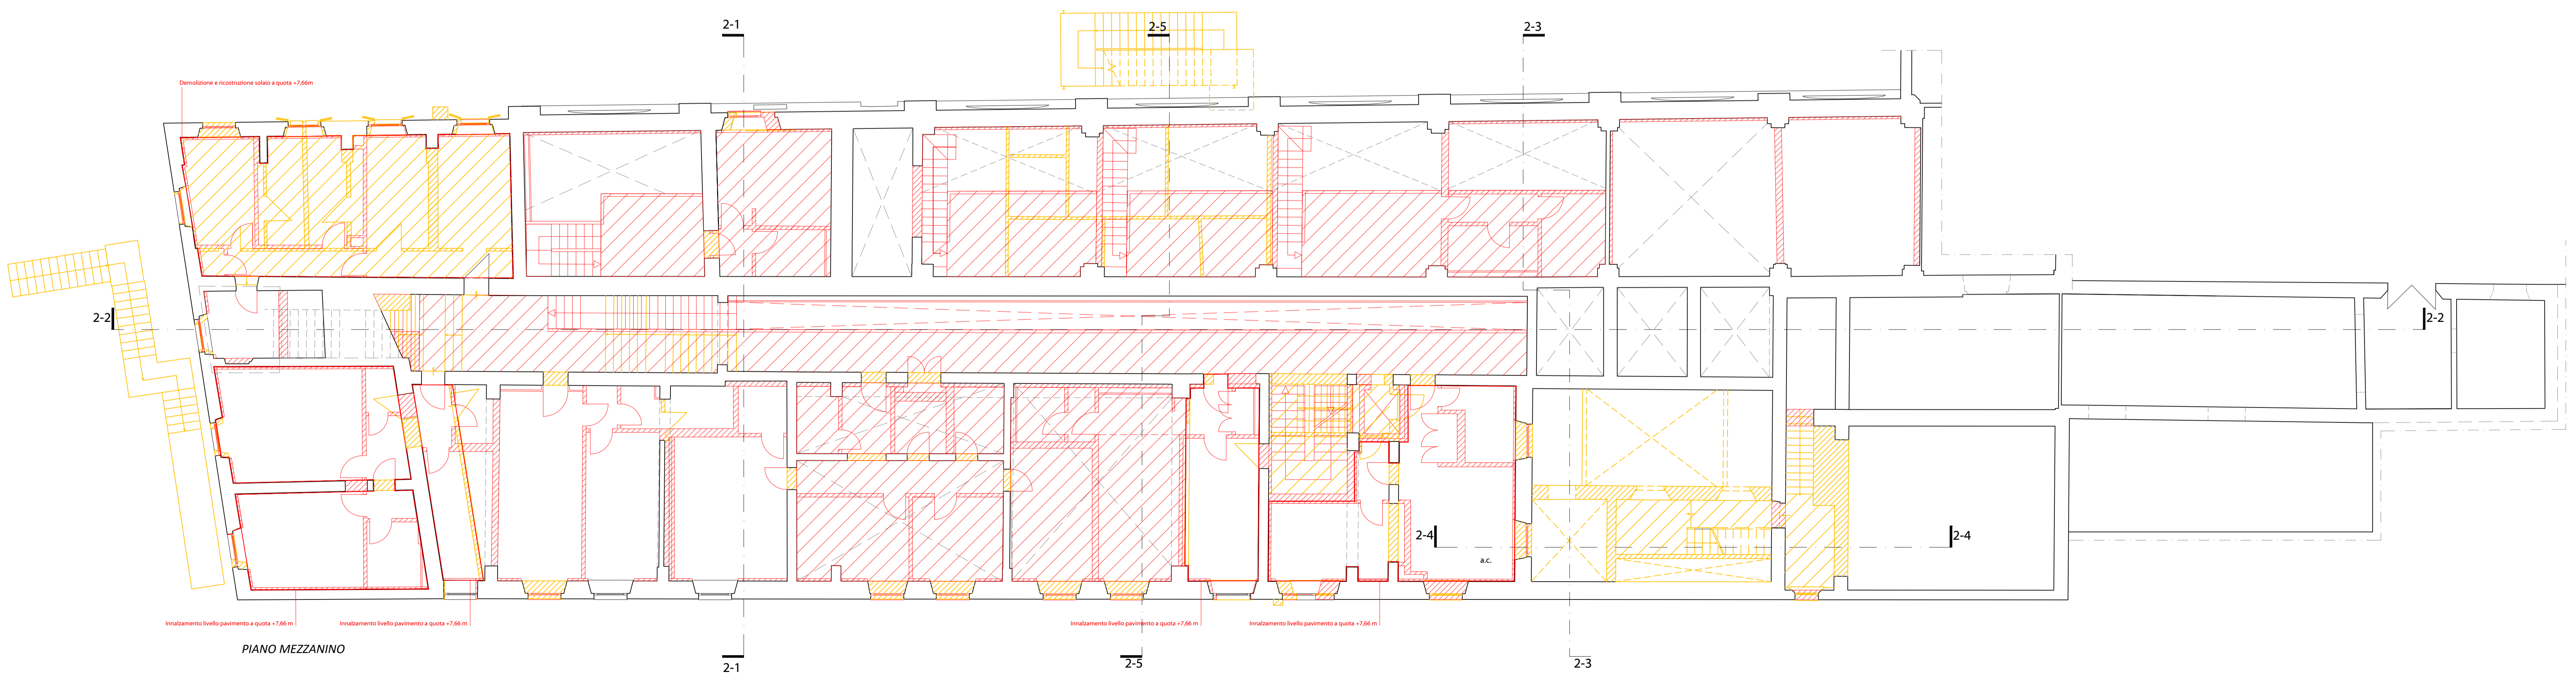 2-1
2-5
2-3
Demolizione e ricostruzione solaio a quota +7,66m
2-2
2-2
2-4
2-4
a.c.
Innalzamento livello pavimento a quota +7,66 m
Innalzamento livello pavimento a quota +7,66 m
Innalzamento livello pavimento a quota +7,66 m
Innalzamento livello pavimento a quota +7,66 m
PIANO MEZZANINO
2-1
2-5
2-3